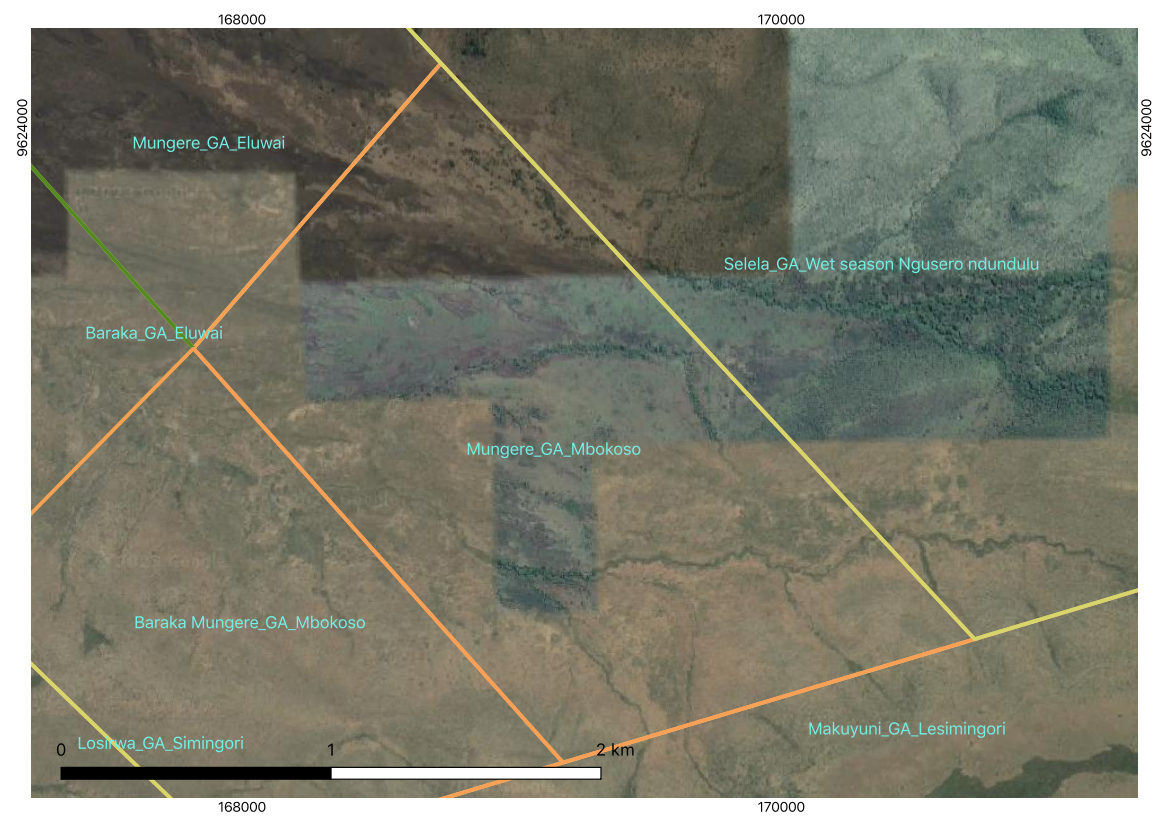 168000
170000
9624000
9624000
Mungere_GA_Eluwai
Selela_GA_Wet season Ngusero ndundulu
Baraka_GA_Eluwai
Mungere_GA_Mbokoso
Baraka Mungere_GA_Mbokoso
Makuyuni_GA_Lesimingori
Losirwa_GA_Simingori
0
1
2 km
168000
170000